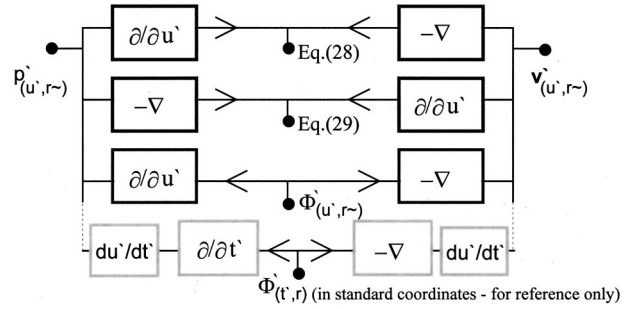 ∂/∂u` −∇
Eq.(28)
p`(u`,r~) v`(u`,r~)
−∇ ∂/∂u`
Eq.(29)
∂/∂u` −∇
Φ`(u`,r~)
du`/dt` ∂/∂t` −∇ du`/dt`
Φ`(t`,r) (in standard coordinates - for reference only)